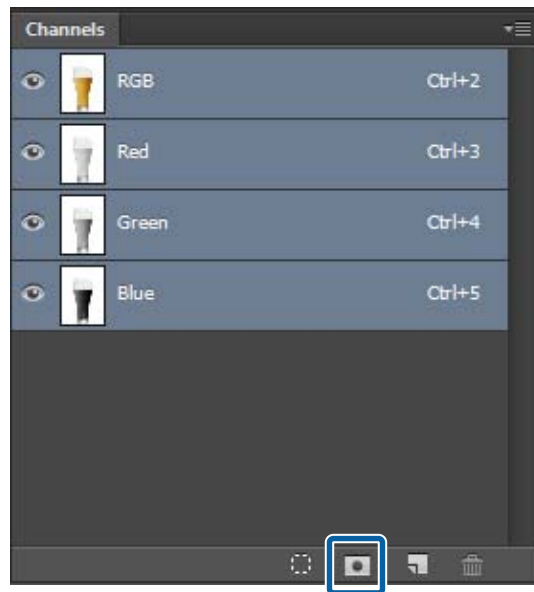 Channels
RGB Ctrl+2
Red Ctrl+3
Green Ctrl+4
Blue Ctrl+5